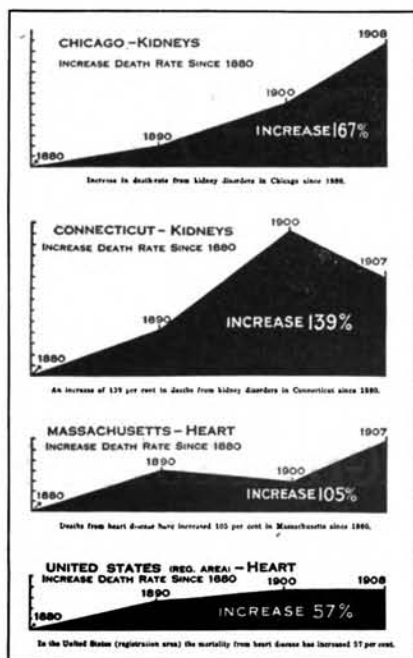 CHICAGO – KIDNEYS
INCREASE DEATH RATE SINCE 1880
1908
1900
1890
1880
INCREASE 167%
Increase in death-rate from kidney disorders in Chicago since 1880.
CONNECTICUT – KIDNEYS
INCREASE DEATH RATE SINCE 1880
1900
1907
1890
1880
INCREASE 139%
An increase of 139 per cent in deaths from kidney disorders in Connecticut since 1880.
MASSACHUSETTS – HEART
INCREASE DEATH RATE SINCE 1880
1907
1890
1900
1880
INCREASE 105%
Deaths from heart disease have increased 105 per cent in Massachusetts since 1880.
UNITED STATES (REG. AREA) – HEART
INCREASE DEATH RATE SINCE 1880
1890
1900
1908
1880
INCREASE 57%
In the United States (registration area) the mortality from heart disease has increased 57 per cent.